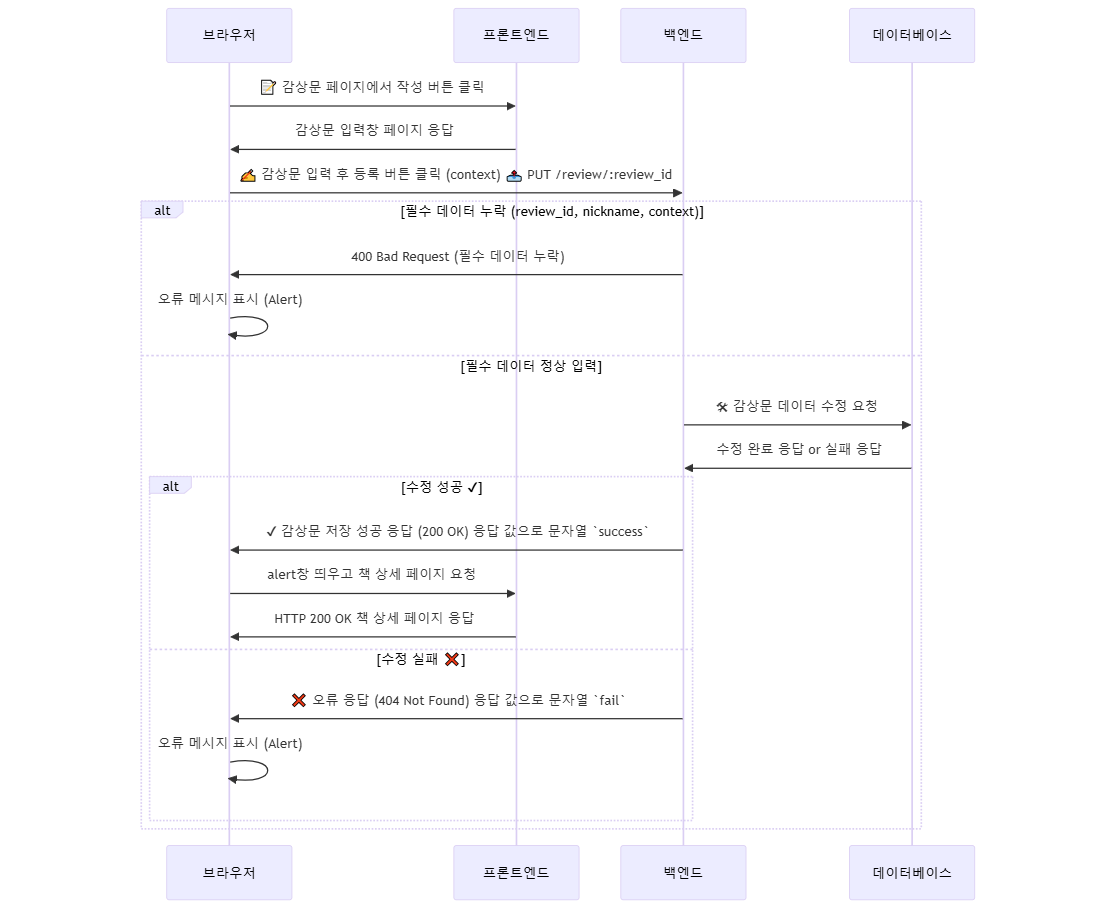 브라우저 프론트엔드 백엔드 데이터베이스
📝 감상문 페이지에서 작성 버튼 클릭
감상문 입력창 페이지 응답
✍ 감상문 입력 후 등록 버튼 클릭 (context) 📤 PUT /review/:review_id
alt [필수 데이터 누락 (review_id, nickname, context)]
400 Bad Request (필수 데이터 누락)
오류 메시지 표시 (Alert)
[필수 데이터 정상 입력]
🛠 감상문 데이터 수정 요청
수정 완료 응답 or 실패 응답
alt [수정 성공 ✔]
✔ 감상문 저장 성공 응답 (200 OK) 응답 값으로 문자열 `success`
alert창 띄우고 책 상세 페이지 요청
HTTP 200 OK 책 상세 페이지 응답
[수정 실패 ❌]
❌ 오류 응답 (404 Not Found) 응답 값으로 문자열 `fail`
오류 메시지 표시 (Alert)
브라우저 프론트엔드 백엔드 데이터베이스